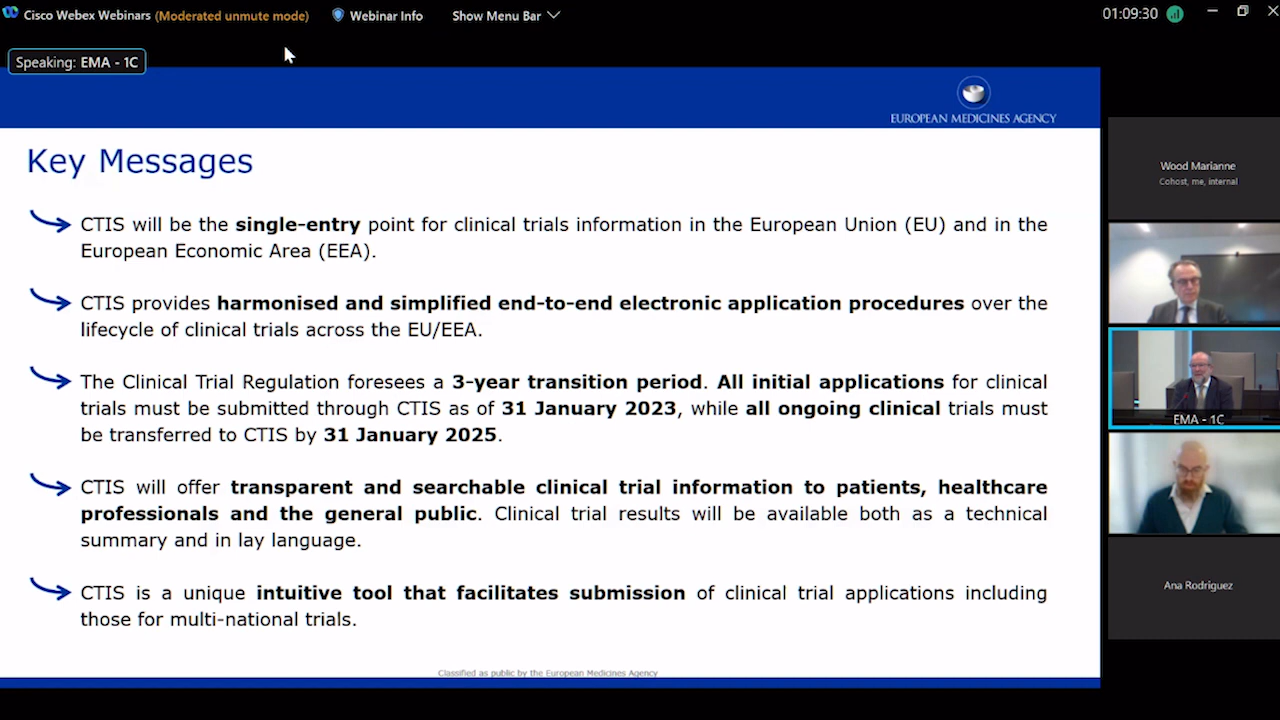 Cisco Webex Webinars (Moderated unmute mode) Webinar Info Show Menu Bar 01:09:30
Speaking: EMA - 1C
EUROPEAN MEDICINES AGENCY
Key Messages
CTIS will be the single-entry point for clinical trials information in the European Union (EU) and in the
European Economic Area (EEA).
CTIS provides harmonised and simplified end-to-end electronic application procedures over the
lifecycle of clinical trials across the EU/EEA.
The Clinical Trial Regulation foresees a 3-year transition period. All initial applications for clinical
trials must be submitted through CTIS as of 31 January 2023, while all ongoing clinical trials must
be transferred to CTIS by 31 January 2025.
CTIS will offer transparent and searchable clinical trial information to patients, healthcare
professionals and the general public. Clinical trial results will be available both as a technical
summary and in lay language.
CTIS is a unique intuitive tool that facilitates submission of clinical trial applications including
those for multi-national trials.
Classified as public by the European Medicines Agency
Wood Marianne
Cohost, me, internal
EMA - 1C
Ana Rodriguez